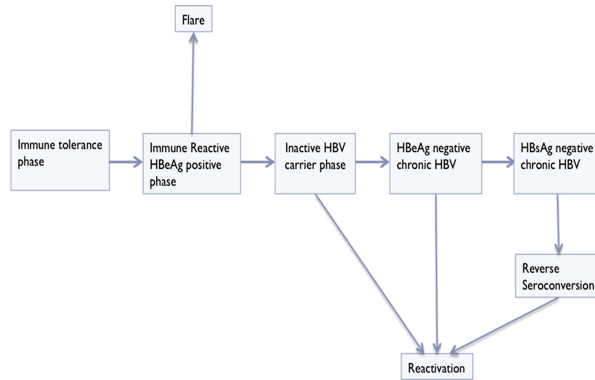 Flare
Immune tolerance
phase
Immune Reactive
HBeAg positive
phase
Inactive HBV
carrier phase
HBeAg negative
chronic HBV
HBsAg negative
chronic HBV
Reverse
Seroconversion
Reactivation